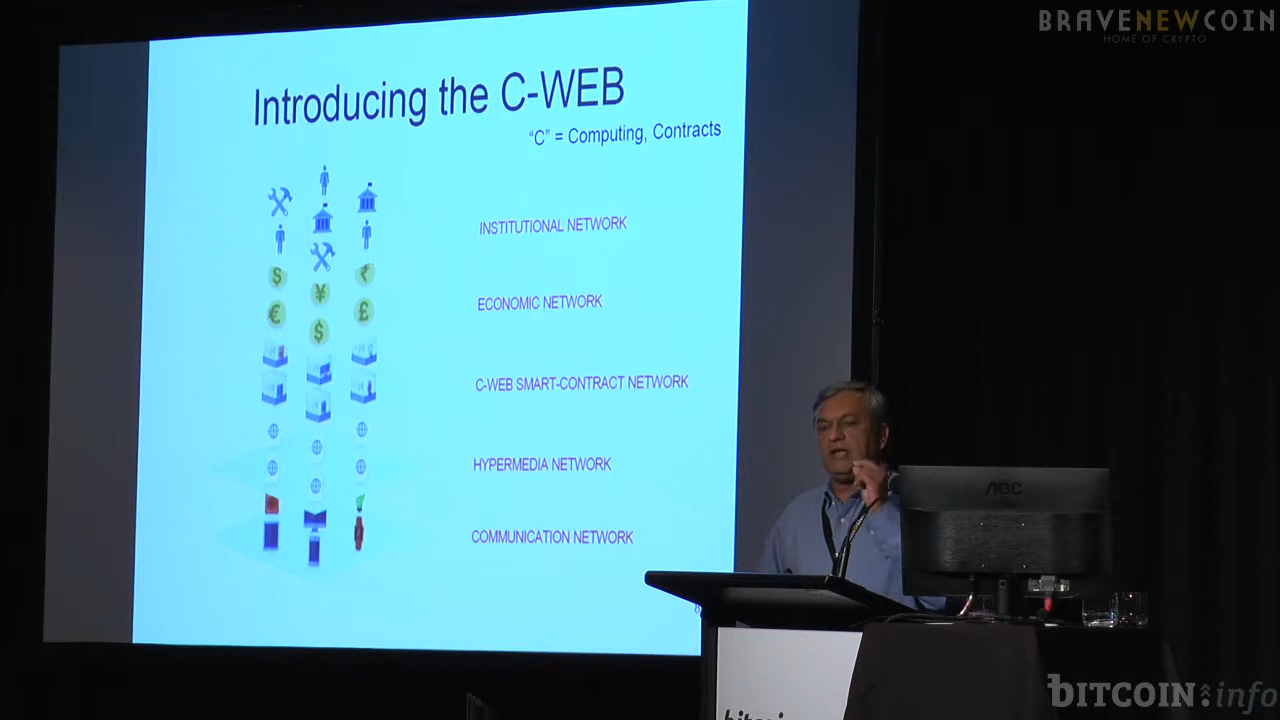 BRAVENEWCOIN
HOME OF CRYPTO
Introducing the C-WEB
"C" = Computing, Contracts
INSTITUTIONAL NETWORK
ECONOMIC NETWORK
C-WEB SMART-CONTRACT NETWORK
HYPERMEDIA NETWORK
COMMUNICATION NETWORK
AOC
BITCOIN:info